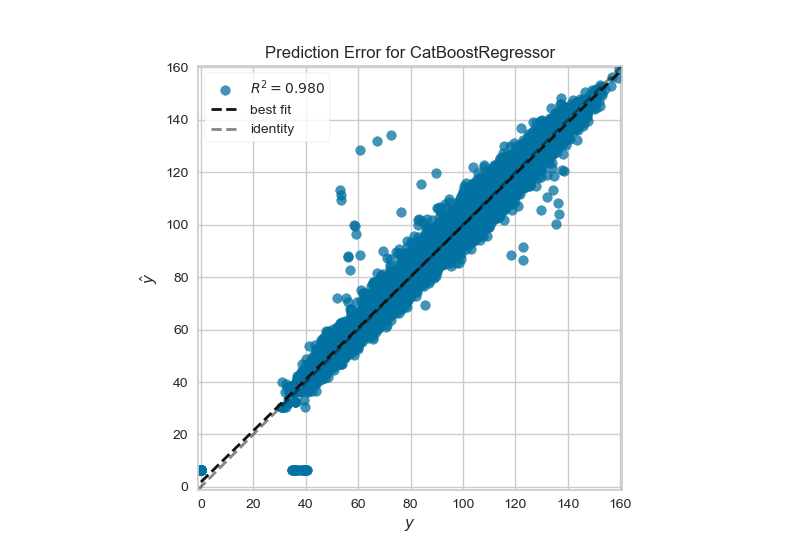 Prediction Error for CatBoostRegressor
R² = 0.980
best fit
identity
ŷ
160
140
120
100
80
60
40
20
0
0 20 40 60 80 100 120 140 160
y